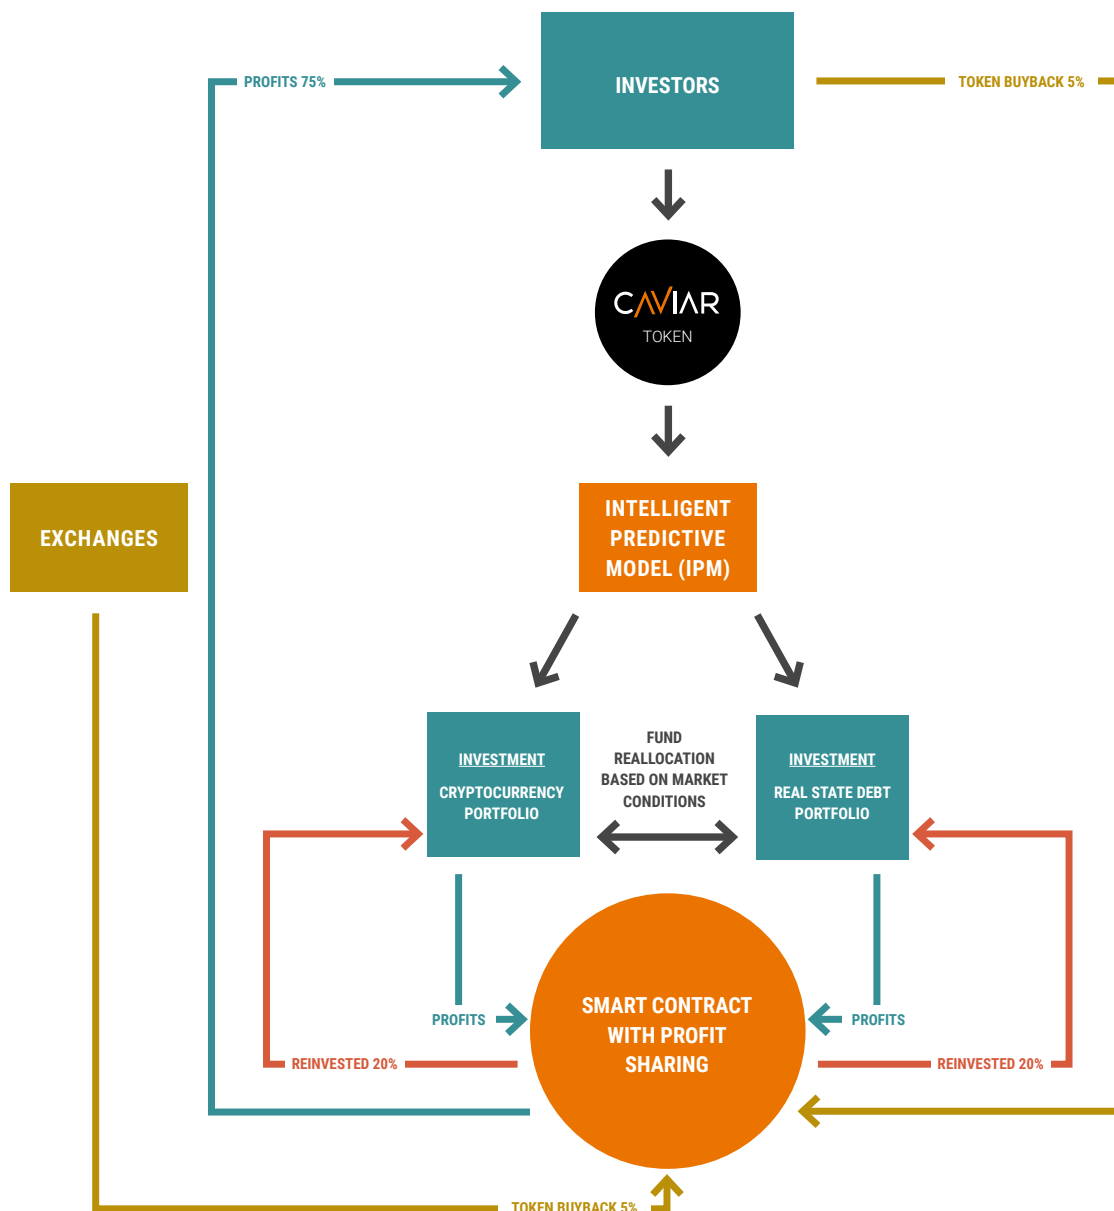 PROFITS 75%
INVESTORS
TOKEN BUYBACK 5%
CAVIAR
TOKEN
EXCHANGES
INTELLIGENT
PREDICTIVE
MODEL (IPM)
FUND
REALLOCATION
BASED ON MARKET
CONDITIONS
INVESTMENT
CRYPTOCURRENCY
PORTFOLIO
INVESTMENT
REAL STATE DEBT
PORTFOLIO
SMART CONTRACT
WITH PROFIT
SHARING
PROFITS
PROFITS
REINVESTED 20%
REINVESTED 20%
TOKEN BUYBACK 5%